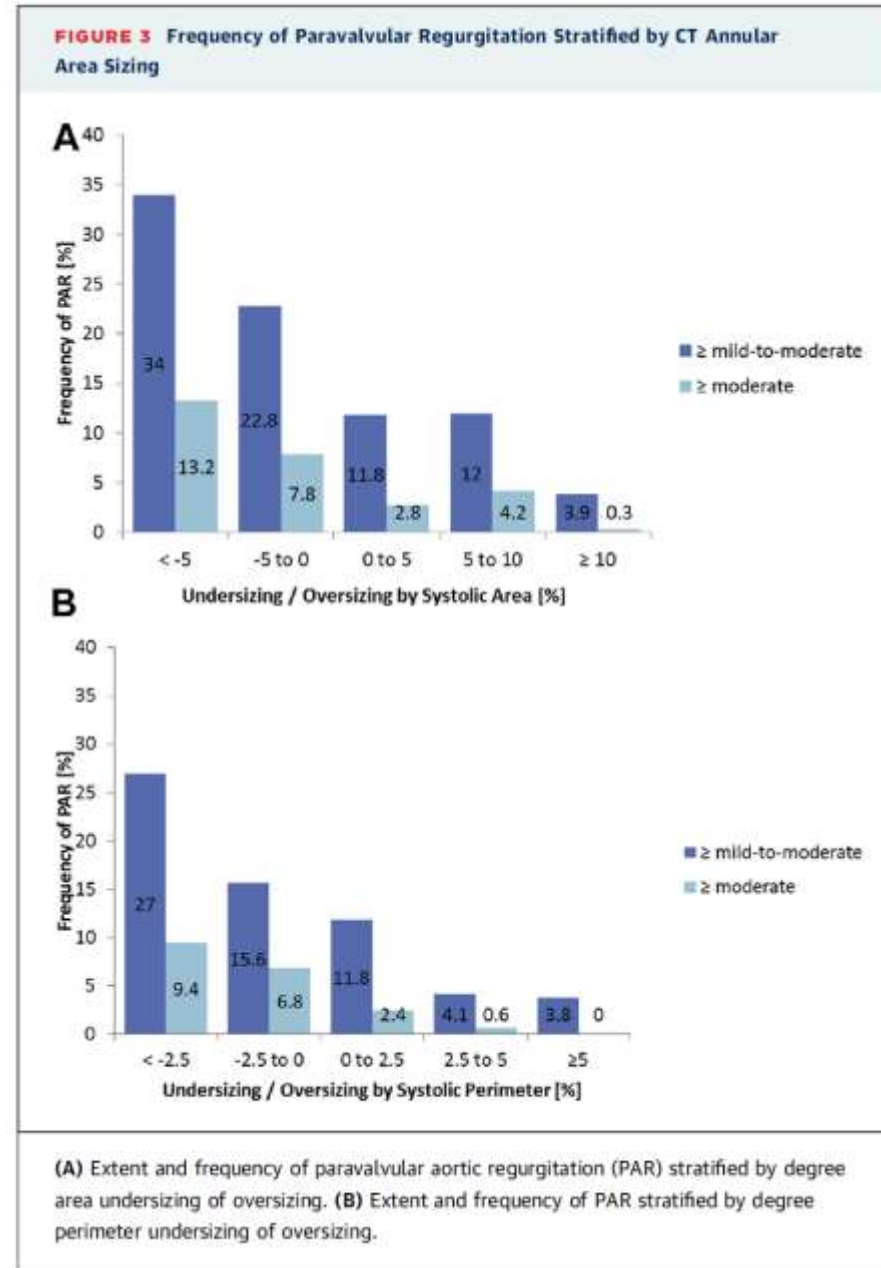 FIGURE 3 Frequency of Paravalvular Regurgitation Stratified by CT Annular
Area Sizing
A
40
35
30
25
20
15
10
5
0
Frequency of PAR [%]
34
13.2
22.8
7.8
11.8
2.8
12
4.2
3.9
0.3
< -5
-5 to 0
0 to 5
5 to 10
≥ 10
Undersizing / Oversizing by Systolic Area [%]
≥ mild-to-moderate
≥ moderate
B
40
35
30
25
20
15
10
5
0
Frequency of PAR [%]
27
9.4
15.6
6.8
11.8
2.4
4.1
0.6
3.8
0
< -2.5
-2.5 to 0
0 to 2.5
2.5 to 5
≥5
Undersizing / Oversizing by Systolic Perimeter [%]
≥ mild-to-moderate
≥ moderate
(A) Extent and frequency of paravalvular aortic regurgitation (PAR) stratified by degree
area undersizing of oversizing. (B) Extent and frequency of PAR stratified by degree
perimeter undersizing of oversizing.